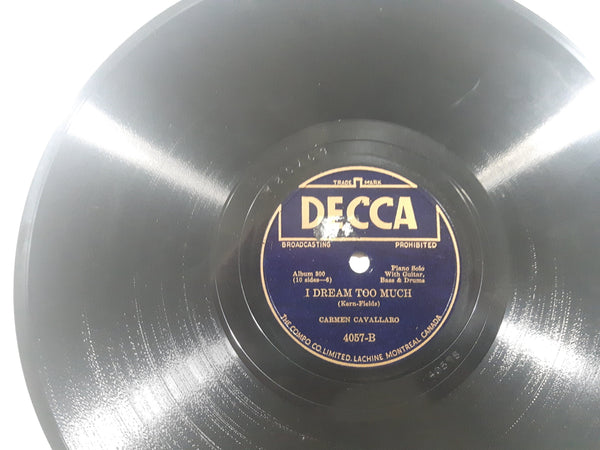 TRADE MARK
DECCA
BROADCASTING PROHIBITED
Album 300
(10 sides—6)
Piano Solo
With Guitar,
Bass & Drums
I DREAM TOO MUCH
(Kern-Fields)
CARMEN CAVALLARO
4057-B
THE COMPO CO. LIMITED. LACHINE MONTREAL CANADA